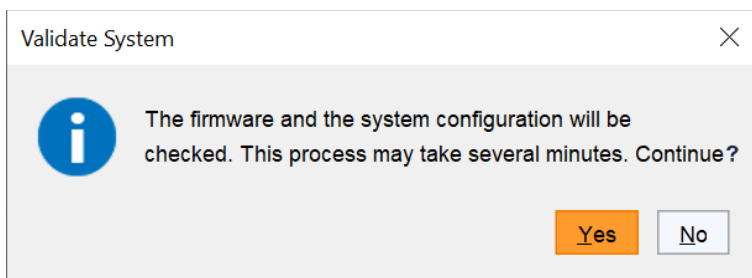 Validate System
The firmware and the system configuration will be
checked. This process may take several minutes. Continue?
Yes No